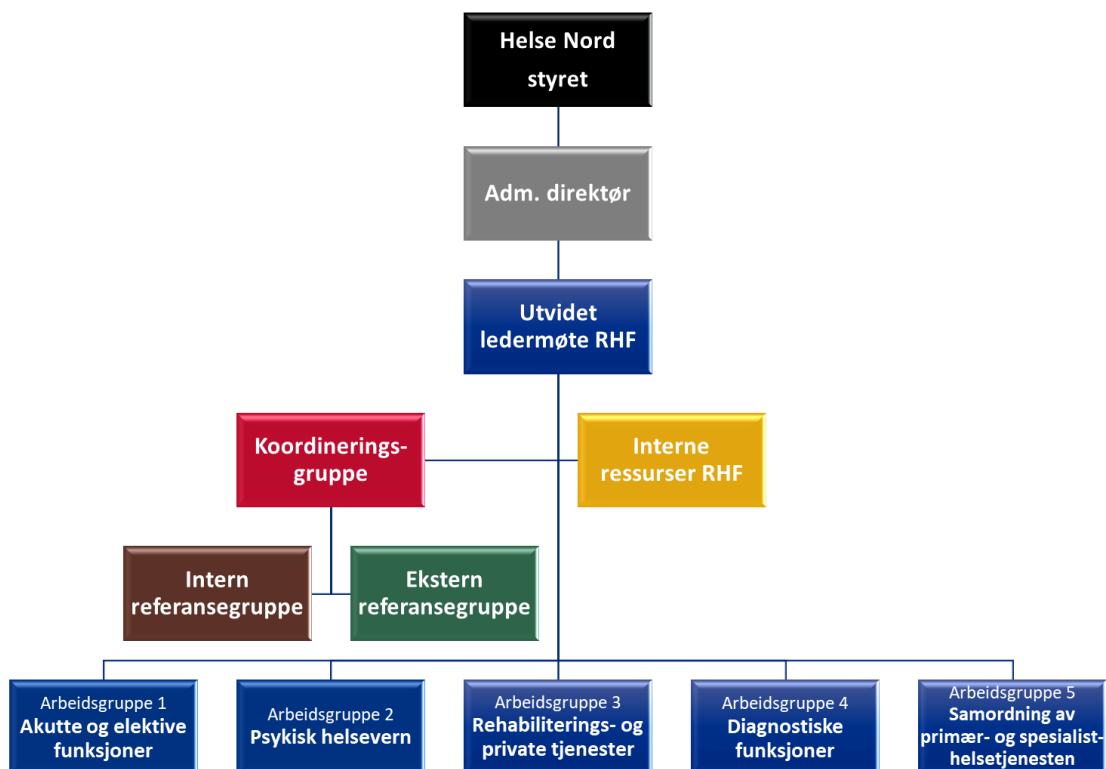 Helse Nord
styret
Adm. direktør
Utvidet
ledermøte RHF
Koordinerings-
gruppe
Interne
ressurser RHF
Intern
referansegruppe
Ekstern
referansegruppe
Arbeidsgruppe 1
Akutte og elektive
funksjoner
Arbeidsgruppe 2
Psykisk helsevern
Arbeidsgruppe 3
Rehabiliterings- og
private tjenester
Arbeidsgruppe 4
Diagnostiske
funksjoner
Arbeidsgruppe 5
Samordning av
primær- og spesialist-
helsetjenesten